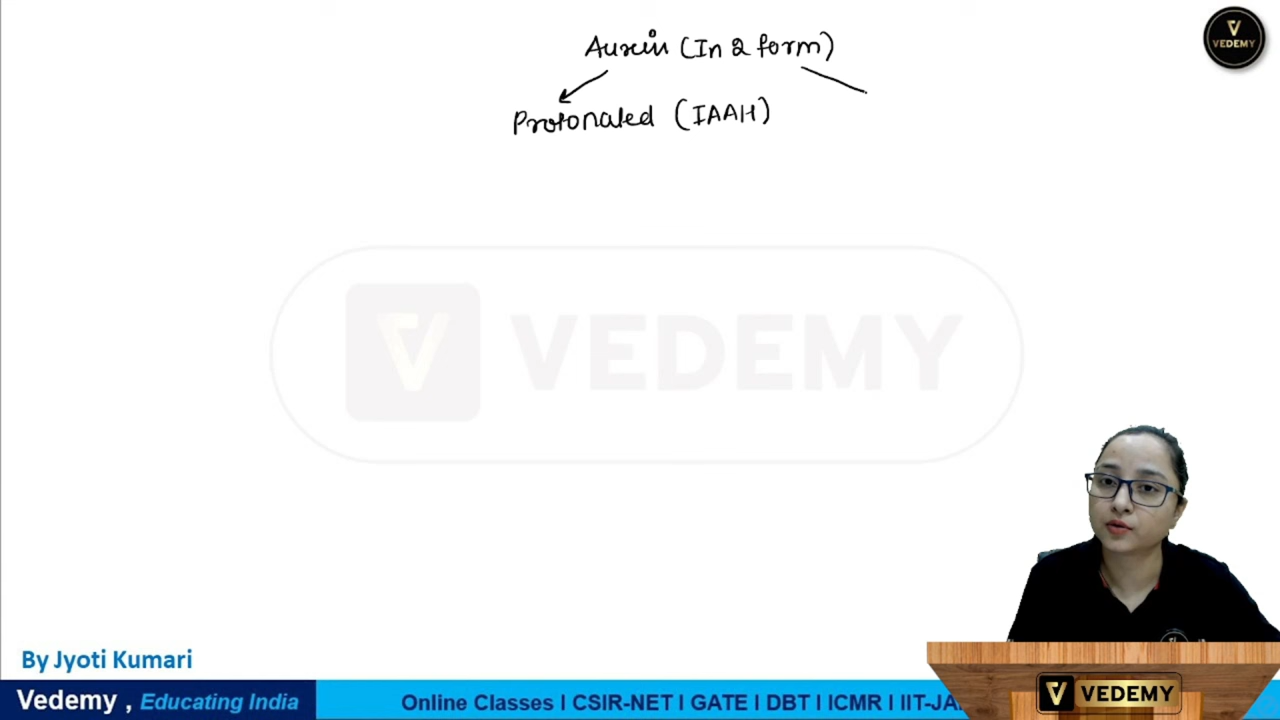 Auxin (In 2 form)
Protonated (IAAH)
VEDEMY
VEDEMY
By Jyoti Kumari
Vedemy , Educating India
Online Classes I CSIR-NET I GATE I DBT I ICMR I IIT-JA
VEDEMY